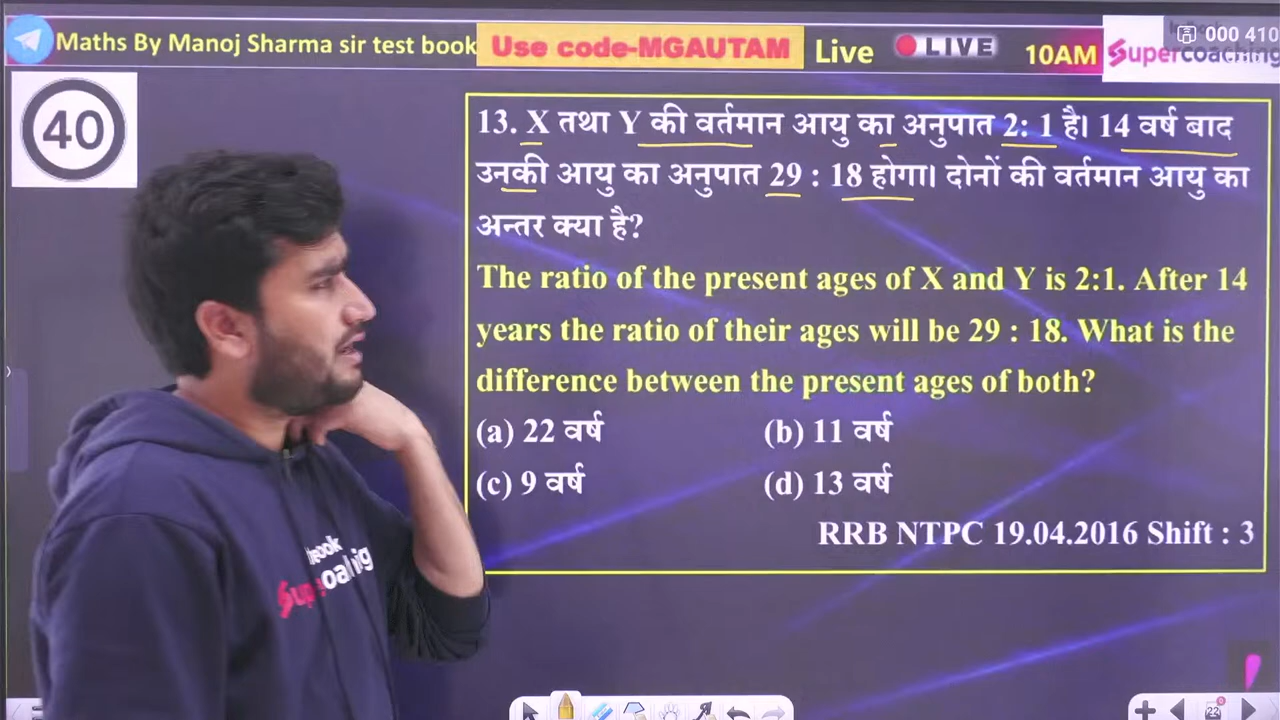 Maths By Manoj Sharma sir test book
Use code-MGAUTAM
Live
LIVE
10AM
Supercoaching
000 410
40
13. X तथा Y की वर्तमान आयु का अनुपात 2: 1 है। 14 वर्ष बाद
उनकी आयु का अनुपात 29 : 18 होगा। दोनों की वर्तमान आयु का
अन्तर क्या है?
The ratio of the present ages of X and Y is 2:1. After 14
years the ratio of their ages will be 29 : 18. What is the
difference between the present ages of both?
(a) 22 वर्ष (b) 11 वर्ष
(c) 9 वर्ष (d) 13 वर्ष
RRB NTPC 19.04.2016 Shift : 3
23